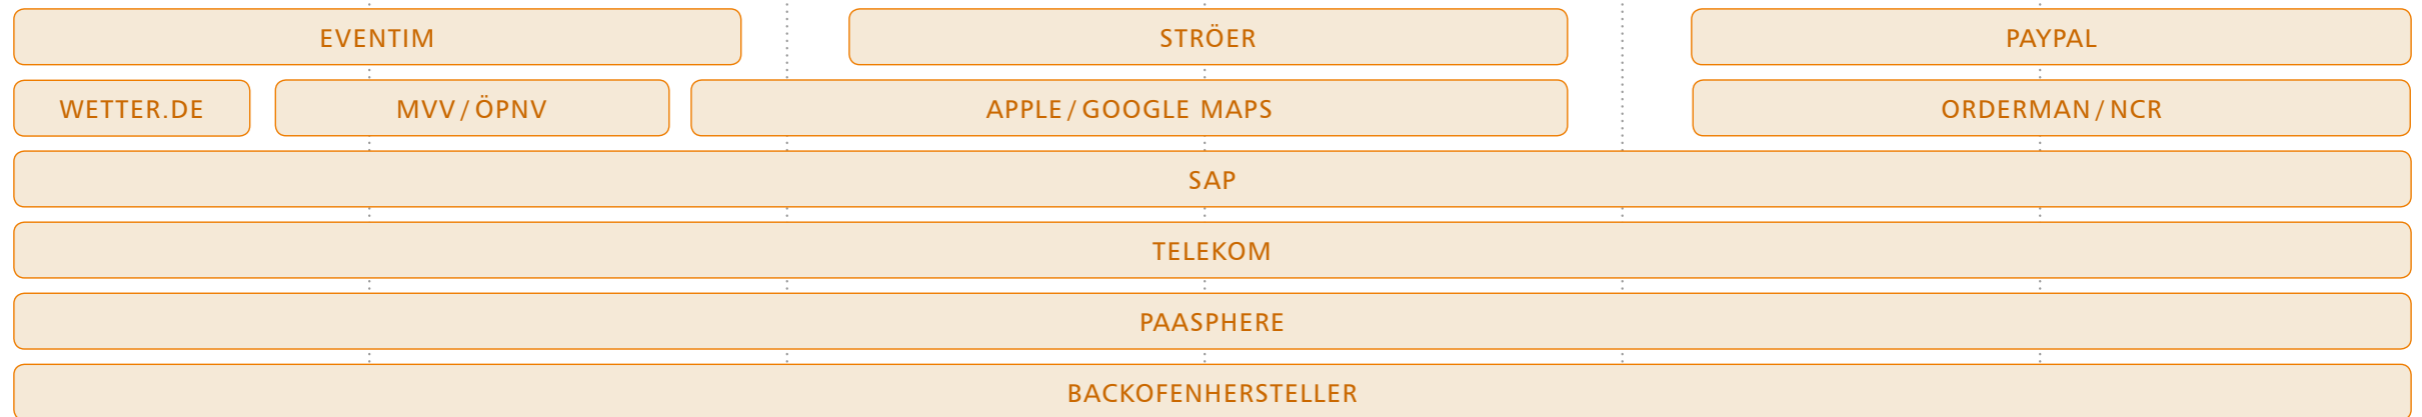 EVENTIM STRÖER PAYPAL
WETTER.DE MVV / ÖPNV APPLE / GOOGLE MAPS ORDERMAN / NCR
SAP
TELEKOM
PAASPHERE
BACKOFENHERSTELLER